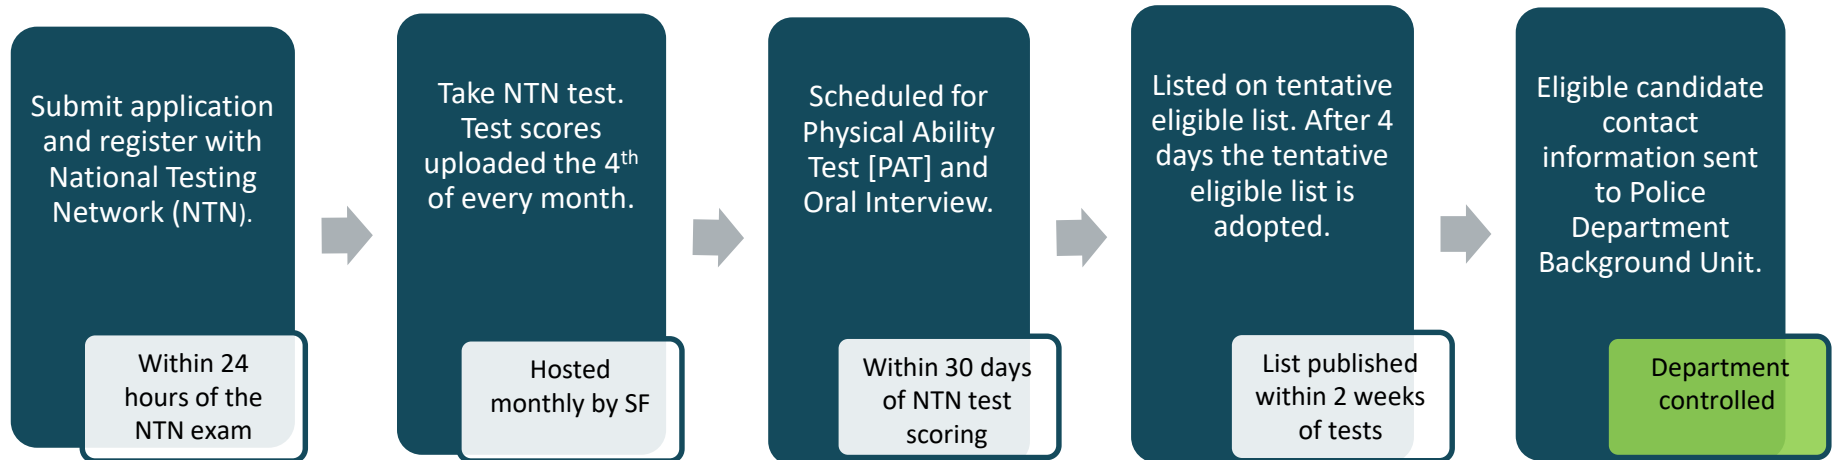 Submit application
and register with
National Testing
Network (NTN).
Within 24
hours of the
NTN exam
Take NTN test.
Test scores
uploaded the 4th
of every month.
Hosted
monthly by SF
Scheduled for
Physical Ability
Test [PAT] and
Oral Interview.
Within 30 days
of NTN test
scoring
Listed on tentative
eligible list. After 4
days the tentative
eligible list is
adopted.
List published
within 2 weeks
of tests
Eligible candidate
contact
information sent
to Police
Department
Background Unit.
Department
controlled